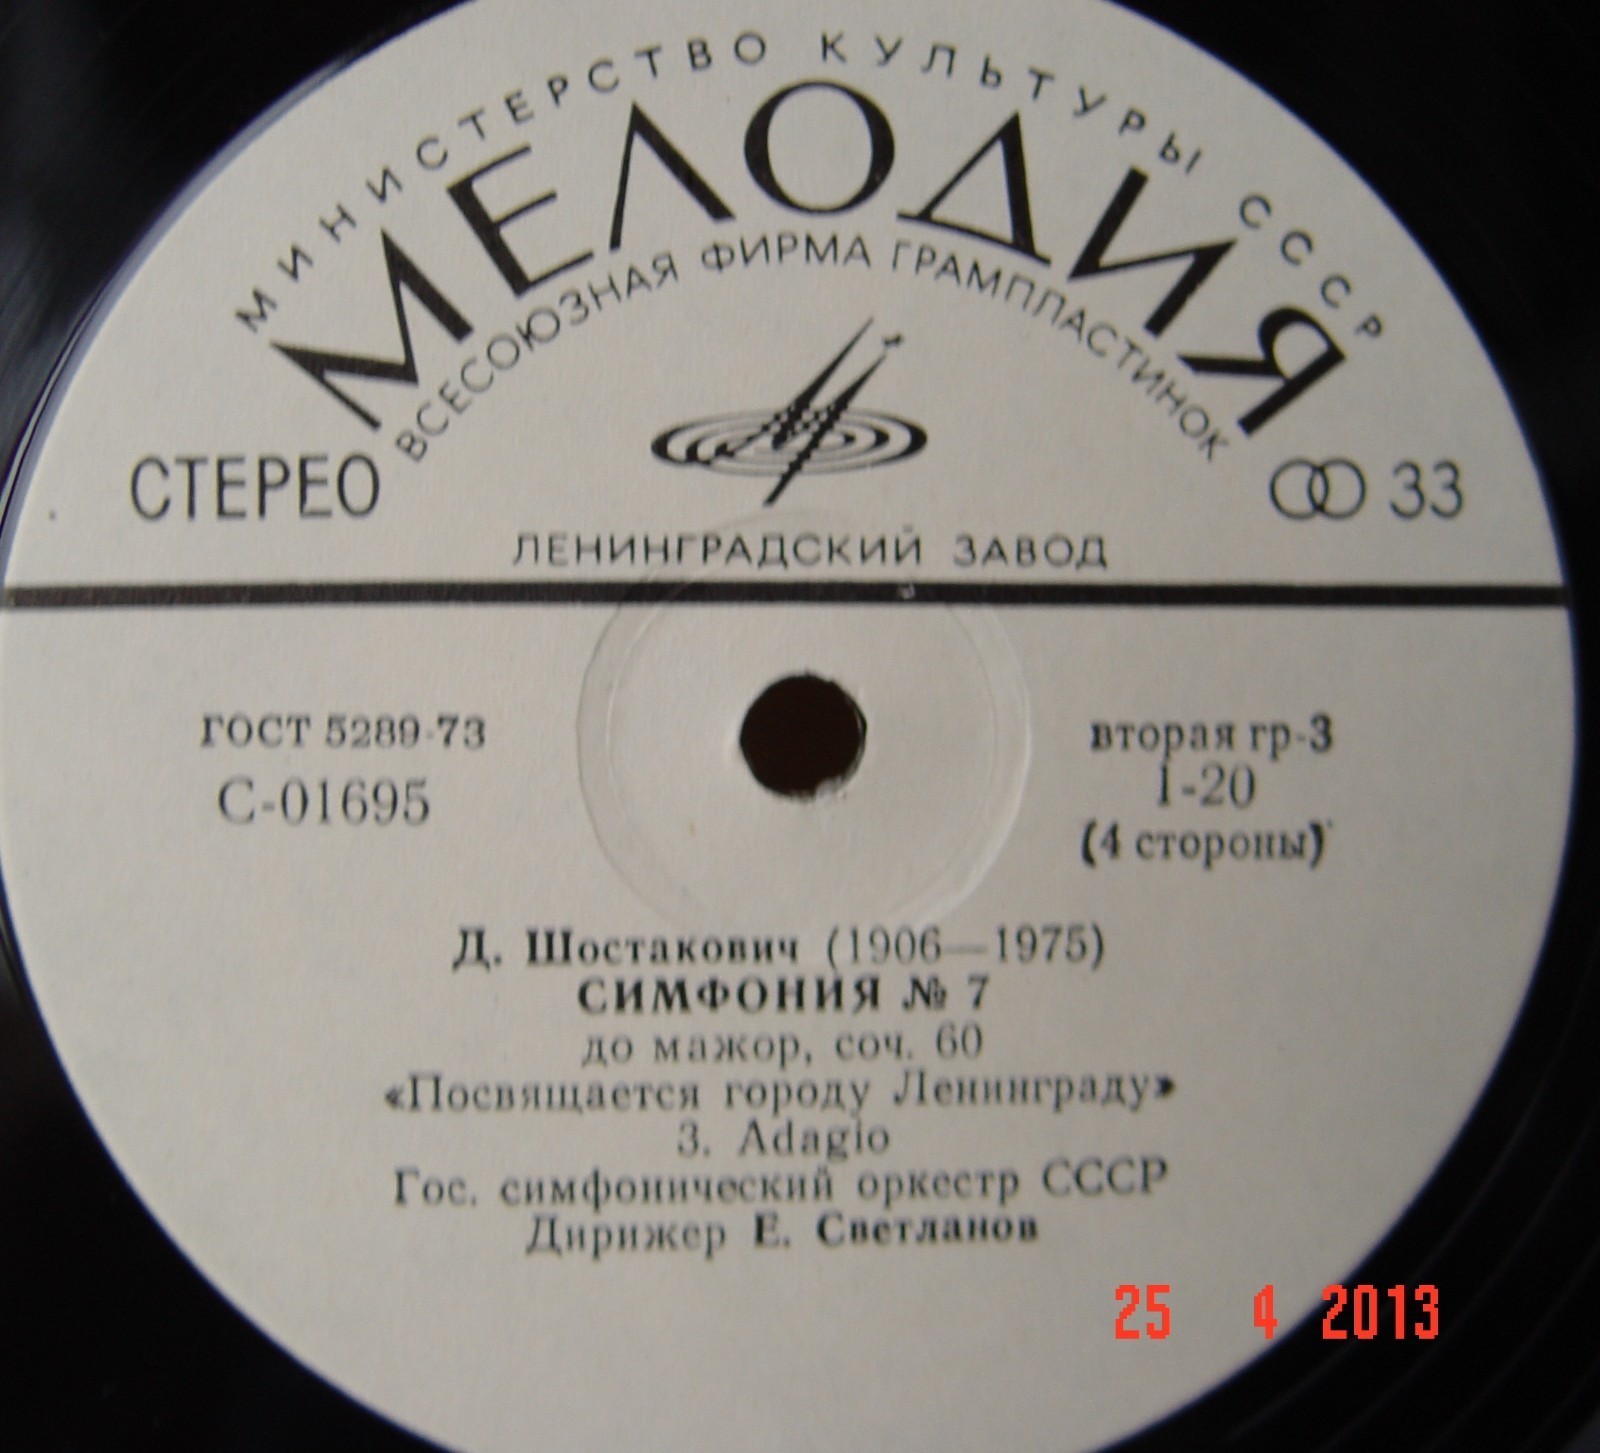 МИНИСТЕРСТВО КУЛЬТУРЫ СССР
МЕЛОДИЯ
ВСЕСОЮЗНАЯ ФИРМА ГРАМПЛАСТИНОК
СТЕРЕО
33
ЛЕНИНГРАДСКИЙ ЗАВОД
ГОСТ 5289-73
вторая гр-3
С-01695
1-20
(4 стороны)
Д. Шостакович (1906—1975)
СИМФОНИЯ № 7
до мажор, соч. 60
«Посвящается городу Ленинграду»
3. Adagio
Гос. симфонический оркестр СССР
Дирижер Е. Светланов
25 4 2013